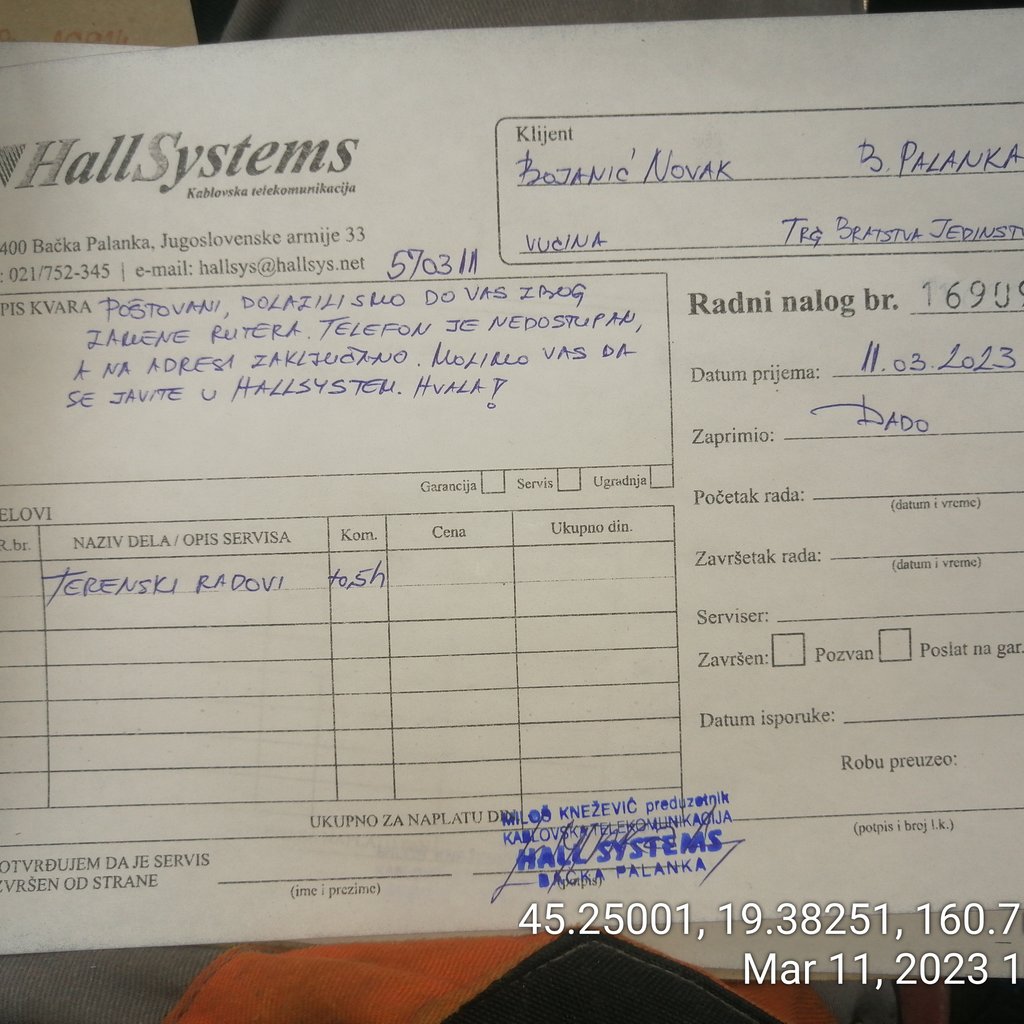 HallSystems
Kablovska telekomunikacija
400 Bačka Palanka, Jugoslovenske armije 33
: 021/752-345 | e-mail: hallsys@hallsys.net
570311
Klijent
BOJANIĆ NOVAK B. PALANKA
VUČINA TRG BRATSTVA JEDINSTV
PIS KVARA POŠTOVANI, DOLAZILI SMO DO VAS ZBOG
ZAMENE RUTERA. TELEFON JE NEDOSTUPAN,
A NA ADRESI ZAKLJUČANO. MOLIMO VAS DA
SE JAVITE U HALLSYSTEM. HVALA!
Garancija Servis Ugradnja
Radni nalog br. 16909
Datum prijema: 11.03.2023
Zaprimio: DADO
Početak rada:
(datum i vreme)
Završetak rada:
(datum i vreme)
Serviser:
Završen: Pozvan Poslat na gar.
Datum isporuke:
Robu preuzeo:
(potpis i broj l.k.)
ELOVI
R.br. NAZIV DELA / OPIS SERVISA Kom. Cena Ukupno din.
TERENSKI RADOVI 0,5h
UKUPNO ZA NAPLATU
MILOŠ KNEŽEVIĆ preduzetnik
KABLOVSKA TELEKOMUNIKACIJA
HALL SYSTEMS
BAČKA PALANKA
OTVRĐUJEM DA JE SERVIS
ZVRŠEN OD STRANE
(ime i prezime)
(potpis)
45.25001, 19.38251, 160.7
Mar 11, 2023 1